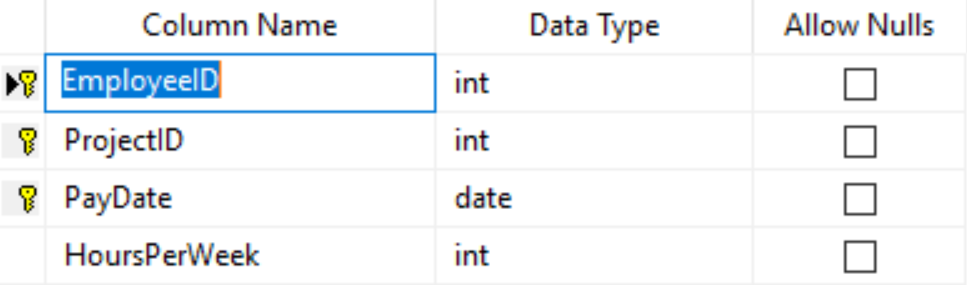 Column Name Data Type Allow Nulls
EmployeeID int
ProjectID int
PayDate date
HoursPerWeek int